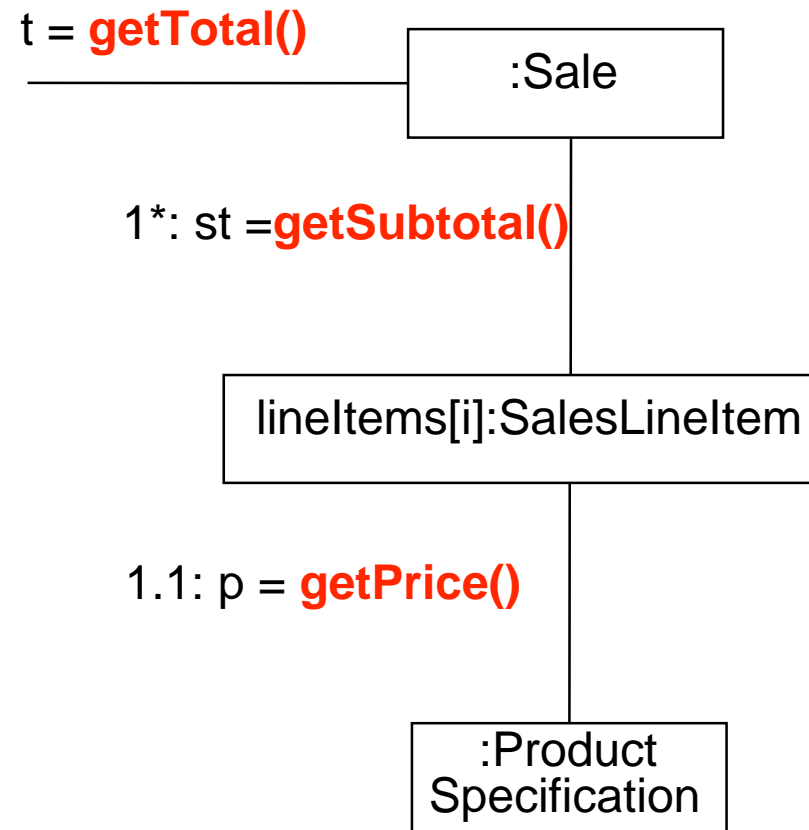 t = getTotal()
:Sale
1*: st =getSubtotal()
lineItems[i]:SalesLineItem
1.1: p = getPrice()
:Product
Specification